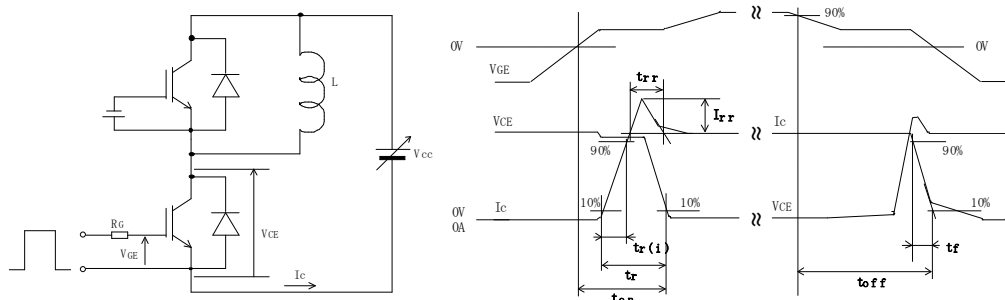 L
Vcc
RG
VGE
VCE
Ic
0V
VGE
90%
0V
trr
Irr
VCE
Ic
90%
90%
10%
10%
VCE
10%
0V
0A
Ic
tr(i)
tr
ton
tf
toff